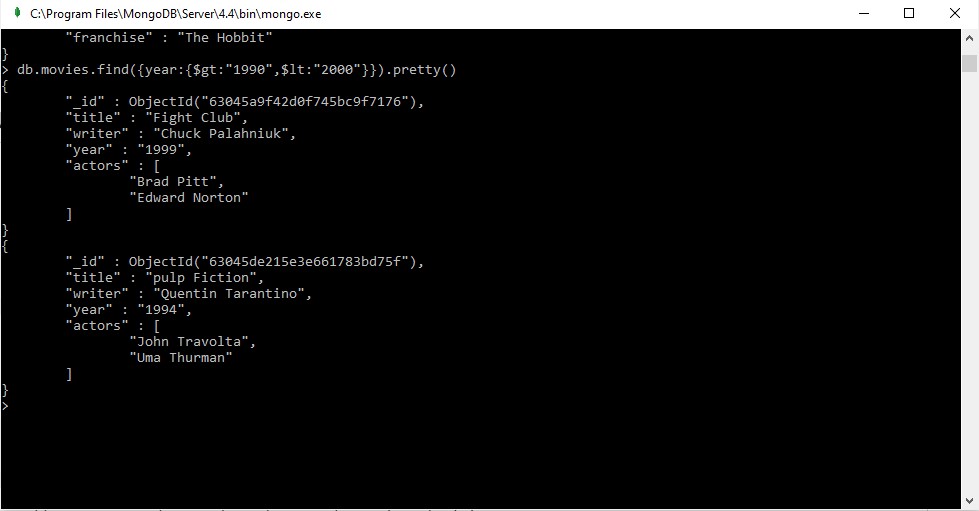 C:\Program Files\MongoDB\Server\4.4\bin\mongo.exe
"franchise" : "The Hobbit"
}
> db.movies.find({year:{$gt:"1990",$lt:"2000"}}).pretty()
{
"_id" : ObjectId("63045a9f42d0f745bc9f7176"),
"title" : "Fight Club",
"writer" : "Chuck Palahniuk",
"year" : "1999",
"actors" : [
"Brad Pitt",
"Edward Norton"
]
}
{
"_id" : ObjectId("63045de215e3e661783bd75f"),
"title" : "pulp Fiction",
"writer" : "Quentin Tarantino",
"year" : "1994",
"actors" : [
"John Travolta",
"Uma Thurman"
]
}
>